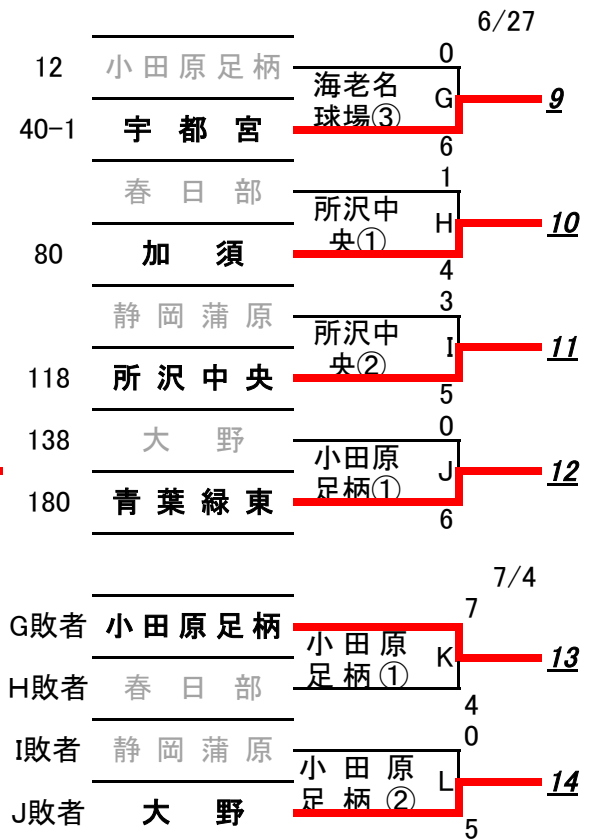 6/27
12 小田原足柄 0
海老名 G 9
球場③
40-1 宇都宮 6
春日部 1
所沢中 H 10
央①
80 加須 4
静岡蒲原 3
所沢中 I 11
央②
118 所沢中央 5
138 大野 0
小田原 J 12
足柄①
180 青葉緑東 6
7/4
G敗者 小田原足柄 7
小田原 K 13
足柄①
H敗者 春日部 4
I敗者 静岡蒲原 0
小田原 L 14
足柄②
J敗者 大野 5